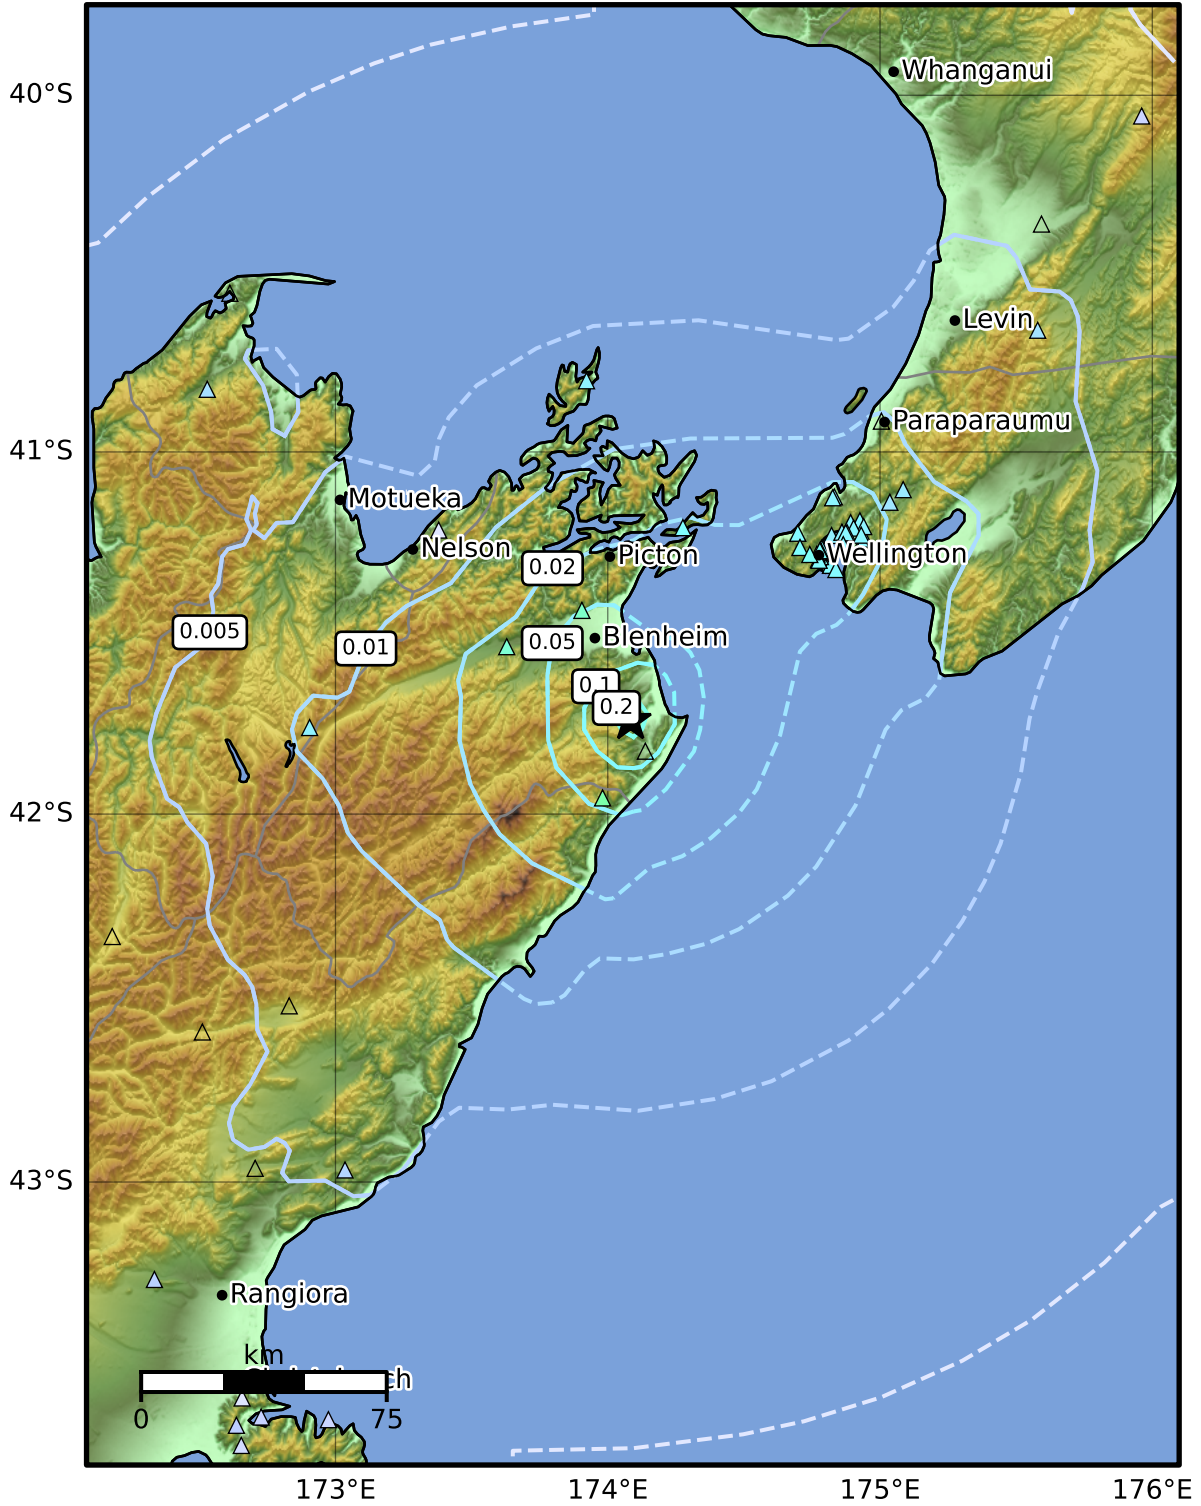 Whanganui
40°S
Levin
Paraparaumu
41°S
Motueka
Nelson
Picton
Wellington
0.02
0.005
0.01
0.05
Blenheim
0.1
0.2
42°S
43°S
Rangiora
km
0
75
173°E
174°E
175°E
176°E